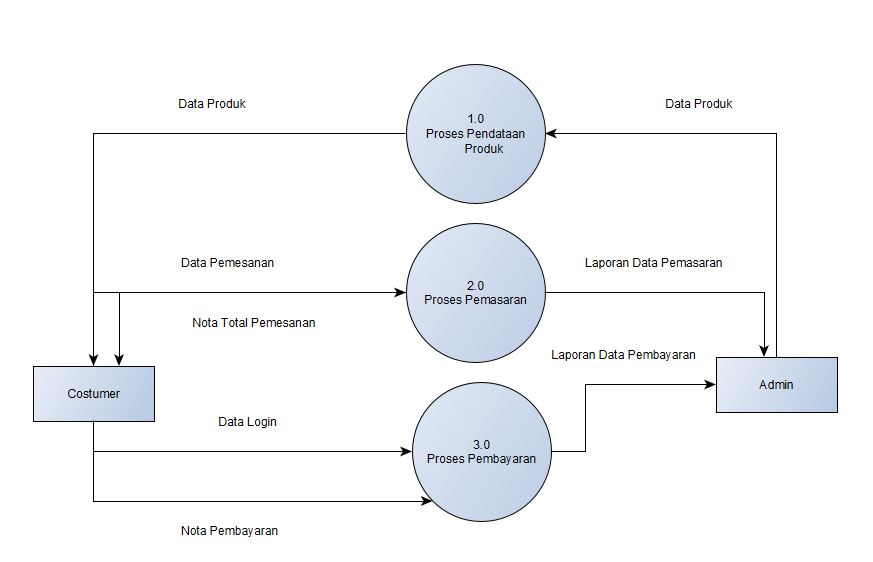 Data Produk
Data Produk
1.0
Proses Pendataan
Produk
Data Pemesanan
2.0
Proses Pemasaran
Laporan Data Pemasaran
Nota Total Pemesanan
Laporan Data Pembayaran
Costumer
Admin
Data Login
3.0
Proses Pembayaran
Nota Pembayaran